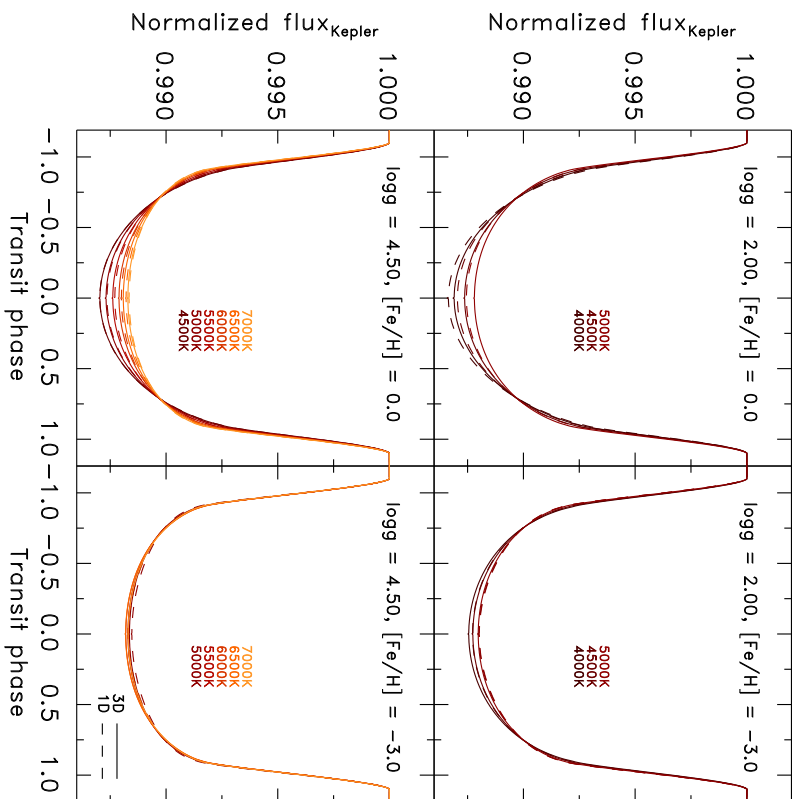 Normalized flux_Kepler
1.000
0.995
0.990
logg = 2.00, [Fe/H] = 0.0
5000K
4500K
4000K
logg = 2.00, [Fe/H] = −3.0
5000K
4500K
4000K
Normalized flux_Kepler
1.000
0.995
0.990
logg = 4.50, [Fe/H] = 0.0
7000K
6500K
6000K
5500K
5000K
4500K
logg = 4.50, [Fe/H] = −3.0
7000K
6500K
6000K
5500K
5000K
3D
1D
−1.0 −0.5 0.0 0.5 1.0
−1.0 −0.5 0.0 0.5 1.0
Transit phase
Transit phase